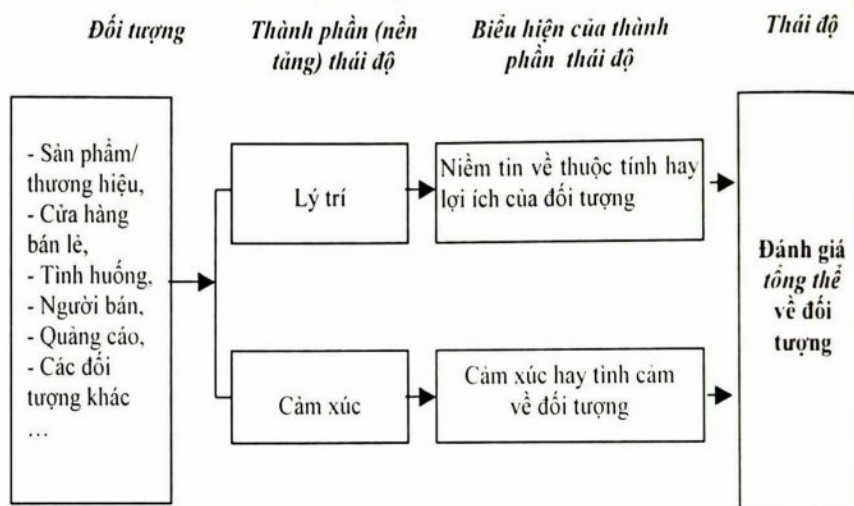 Đối tượng
Thành phần (nền
tảng) thái độ
Biểu hiện của thành
phần thái độ
Thái độ
- Sản phẩm/
thương hiệu,
- Cửa hàng
bán lẻ,
- Tình huống,
- Người bán,
- Quảng cáo,
- Các đối
tượng khác
...
Lý trí
Niềm tin về thuộc tính hay
lợi ích của đối tượng
Cảm xúc
Cảm xúc hay tình cảm
về đối tượng
Đánh giá
tổng thể
về đối
tượng